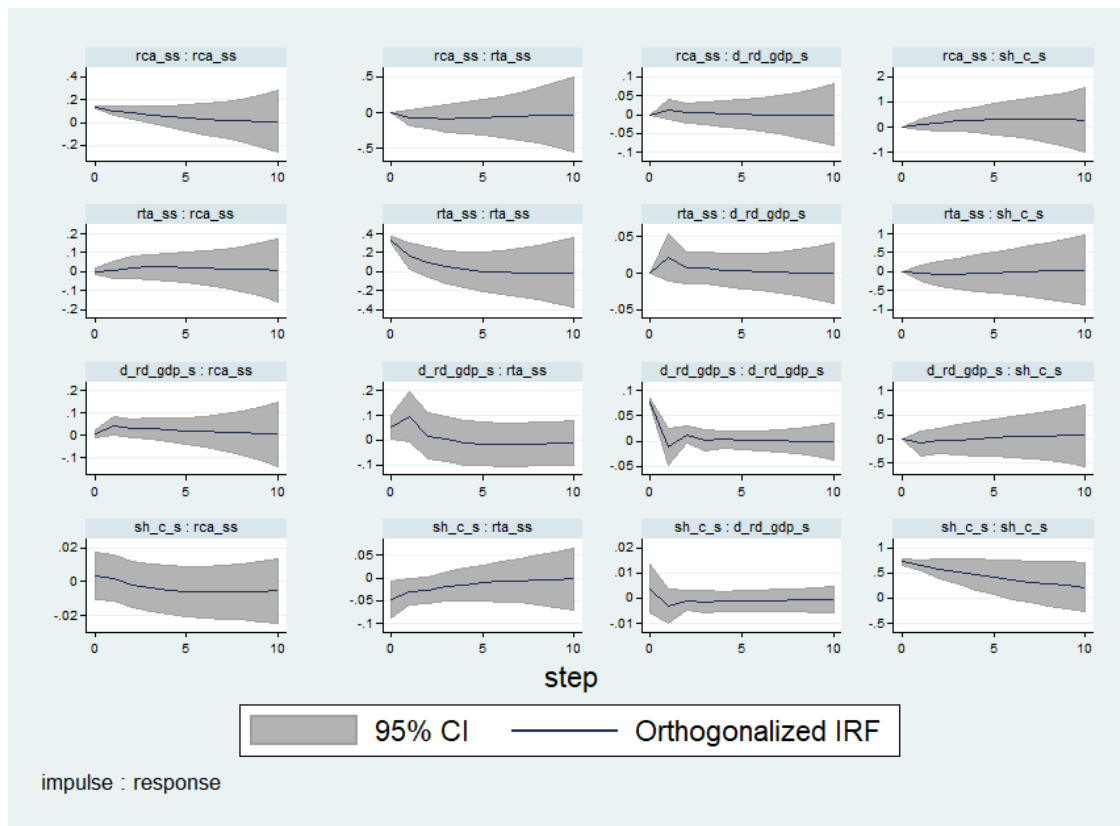 rca_ss : rca_ss
.4
.2
0
-.2
0 5 10
rca_ss : rta_ss
.5
0
-.5
0 5 10
rca_ss : d_rd_gdp_s
.1
.05
0
-.05
-.1
0 5 10
rca_ss : sh_c_s
2
1
0
-1
0 5 10
rta_ss : rca_ss
.2
.1
0
-.1
-.2
0 5 10
rta_ss : rta_ss
.4
.2
0
-.2
-.4
0 5 10
rta_ss : d_rd_gdp_s
.05
0
-.05
0 5 10
rta_ss : sh_c_s
1
.5
0
-.5
-1
0 5 10
d_rd_gdp_s : rca_ss
.2
.1
0
-.1
0 5 10
d_rd_gdp_s : rta_ss
.2
.1
0
-.1
0 5 10
d_rd_gdp_s : d_rd_gdp_s
.1
.05
0
-.05
0 5 10
d_rd_gdp_s : sh_c_s
1
.5
0
-.5
0 5 10
sh_c_s : rca_ss
.02
0
-.02
0 5 10
sh_c_s : rta_ss
.05
0
-.05
-.1
0 5 10
sh_c_s : d_rd_gdp_s
.02
.01
0
-.01
0 5 10
sh_c_s : sh_c_s
1
.5
0
-.5
0 5 10
step
95% CI
Orthogonalized IRF
impulse : response